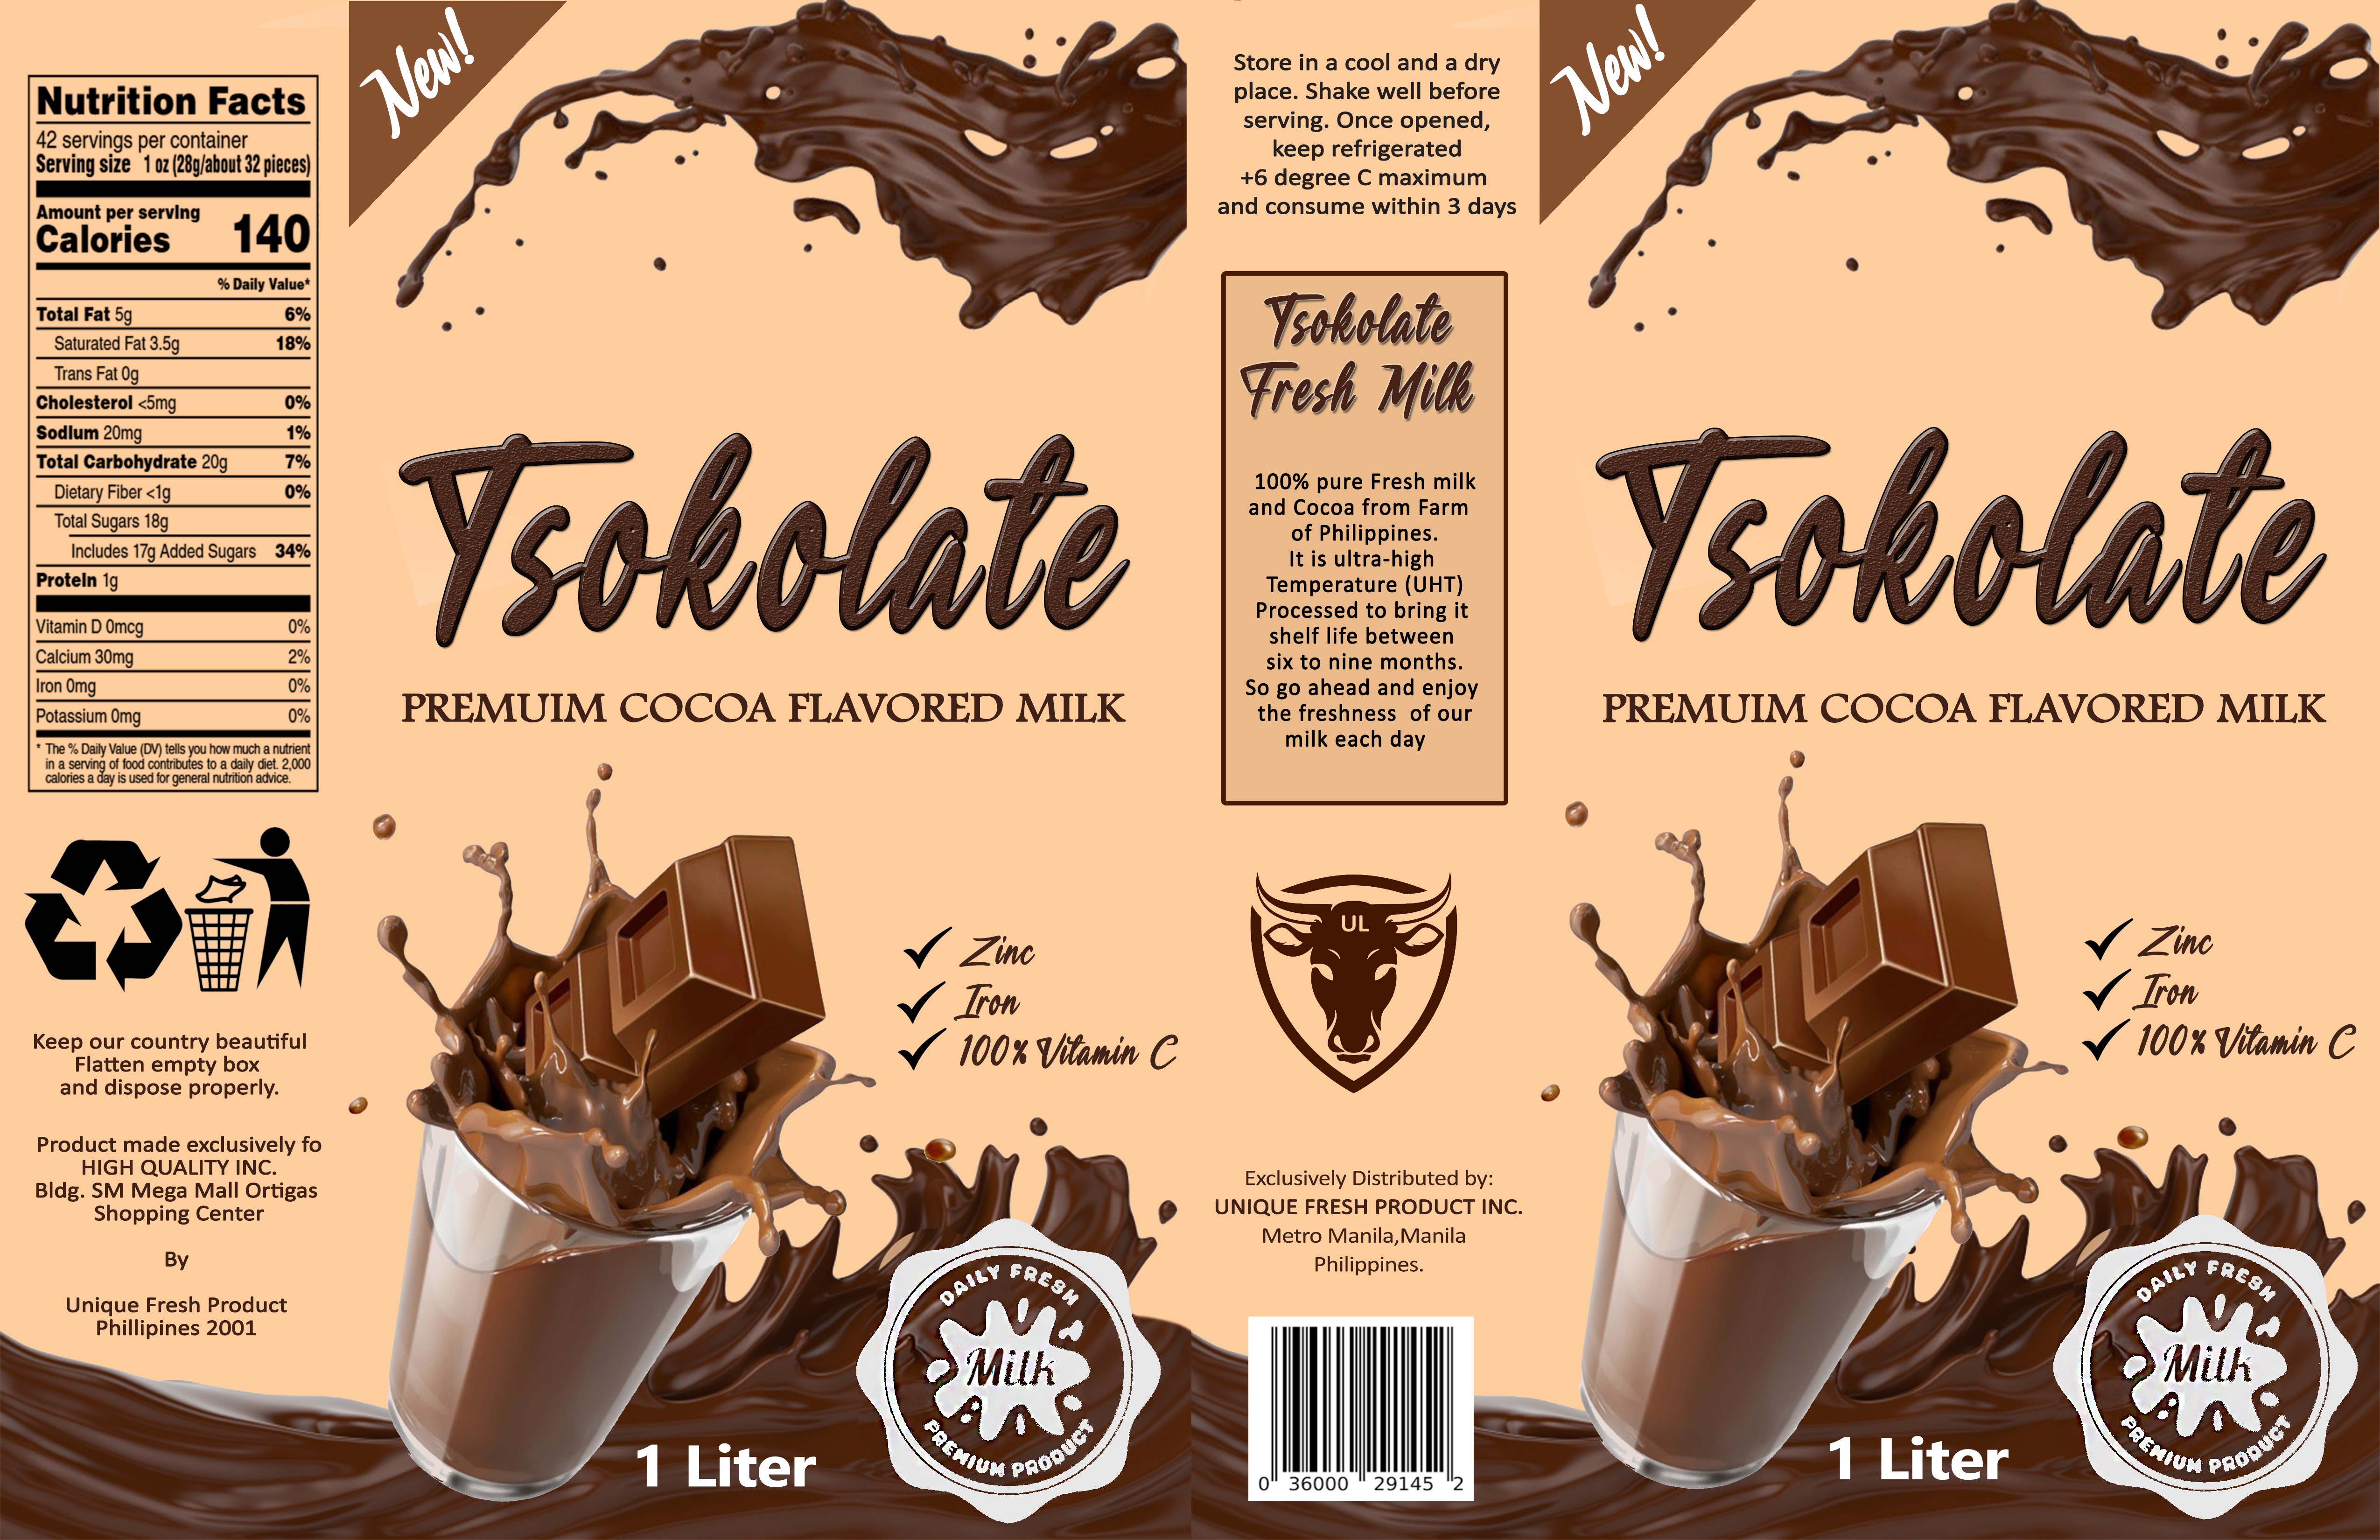 Nutrition Facts
42 servings per container
Serving size 1 oz (28g/about 32 pieces)
Amount per serving
Calories 140
% Daily Value*
Total Fat 5g 6%
Saturated Fat 3.5g 18%
Trans Fat 0g
Cholesterol <5mg 0%
Sodium 20mg 1%
Total Carbohydrate 20g 7%
Dietary Fiber <1g 0%
Total Sugars 18g
Includes 17g Added Sugars 34%
Protein 1g
Vitamin D 0mcg 0%
Calcium 30mg 2%
Iron 0mg 0%
Potassium 0mg 0%
* The % Daily Value (DV) tells you how much a nutrient
in a serving of food contributes to a daily diet. 2,000
calories a day is used for general nutrition advice.
Keep our country beautiful
Flatten empty box
and dispose properly.
Product made exclusively fo
HIGH QUALITY INC.
Bldg. SM Mega Mall Ortigas
Shopping Center
By
Unique Fresh Product
Phillipines 2001
New!
Tsokolate
PREMUIM COCOA FLAVORED MILK
Zinc
Iron
100% Vitamin C
DAILY FRESH
Milk
PREMIUM PRODUCT
1 Liter
Store in a cool and a dry
place. Shake well before
serving. Once opened,
keep refrigerated
+6 degree C maximum
and consume within 3 days
Tsokolate
Fresh Milk
100% pure Fresh milk
and Cocoa from Farm
of Philippines.
It is ultra-high
Temperature (UHT)
Processed to bring it
shelf life between
six to nine months.
So go ahead and enjoy
the freshness of our
milk each day
UL
Exclusively Distributed by:
UNIQUE FRESH PRODUCT INC.
Metro Manila,Manila
Philippines.
0 36000 29145 2
New!
Tsokolate
PREMUIM COCOA FLAVORED MILK
Zinc
Iron
100% Vitamin C
DAILY FRESH
Milk
PREMIUM PRODUCT
1 Liter